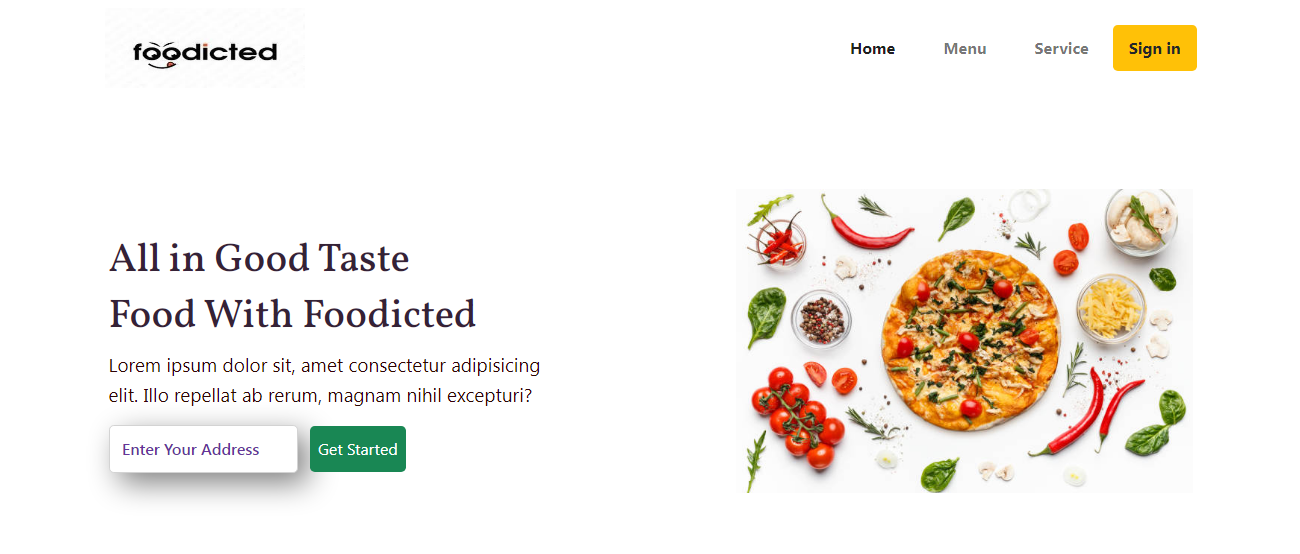 foodicted
Home
Menu
Service
Sign in
All in Good Taste
Food With Foodicted
Lorem ipsum dolor sit, amet consectetur adipisicing
elit. Illo repellat ab rerum, magnam nihil excepturi?
Enter Your Address
Get Started